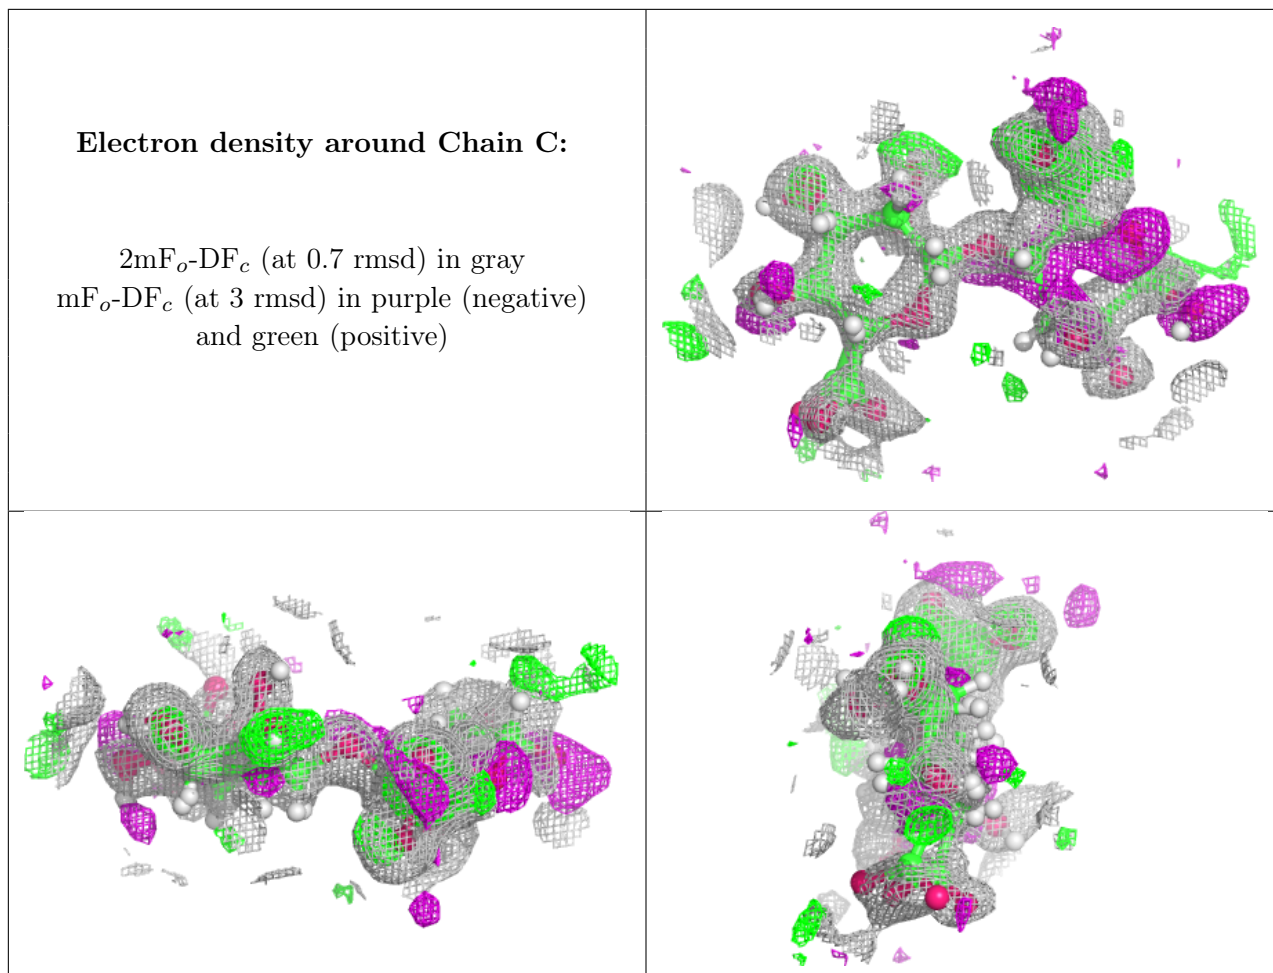 Electron density around Chain C:
2mFo-DFc (at 0.7 rmsd) in gray
mFo-DFc (at 3 rmsd) in purple (negative)
and green (positive)